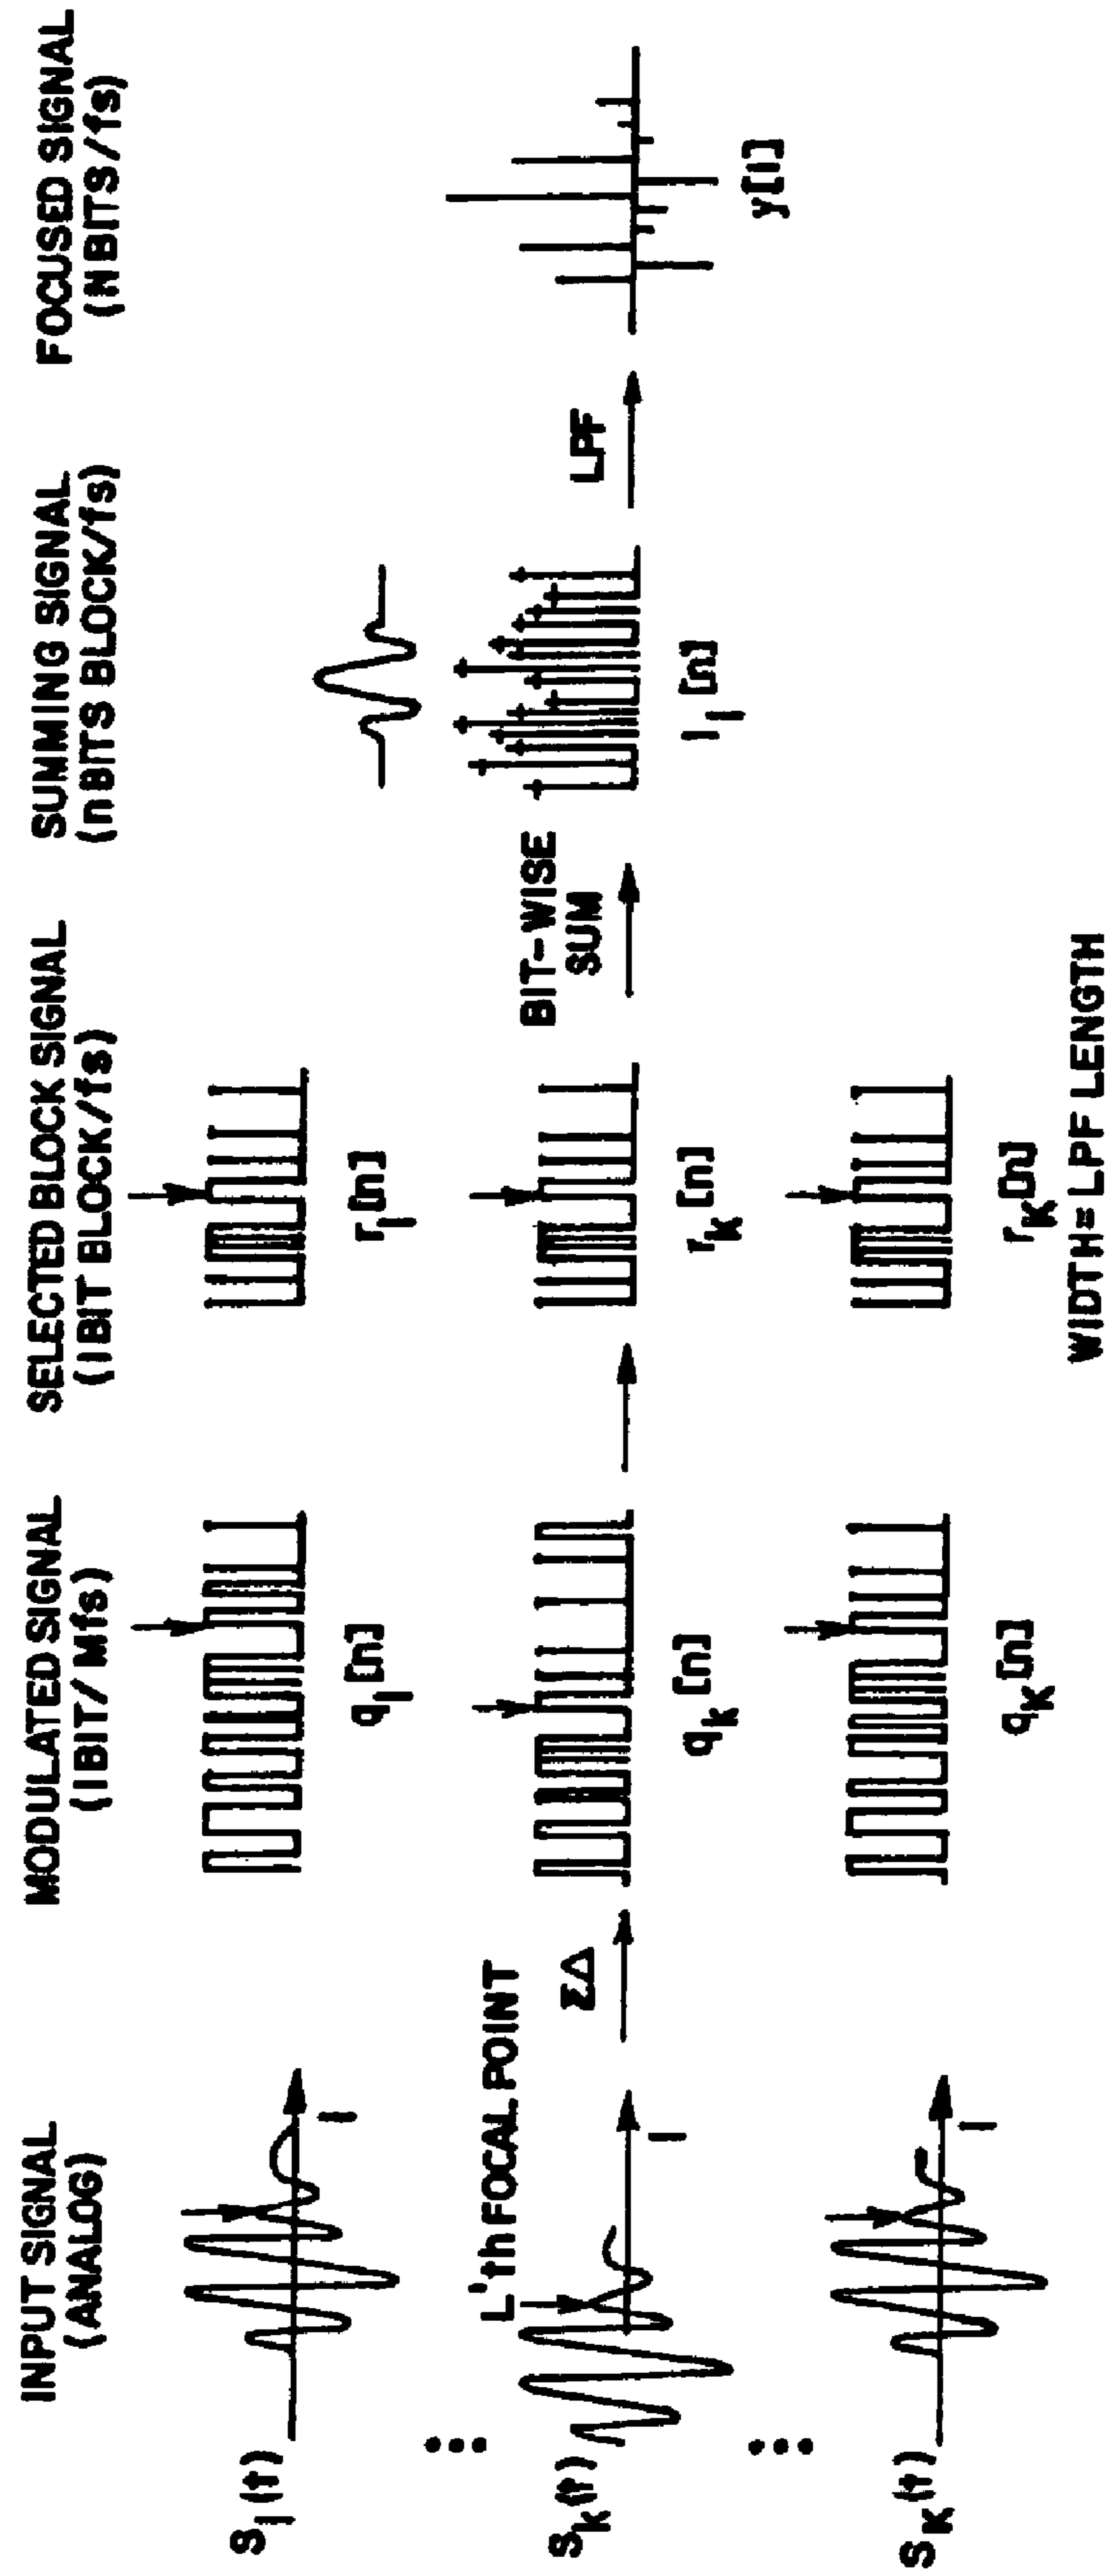 INPUT SIGNAL
(ANALOG)
MODULATED SIGNAL
(1BIT/Mfs)
SELECTED BLOCK SIGNAL
(1BIT BLOCK/fs)
SUMMING SIGNAL
(nBITS BLOCK/fs)
FOCUSED SIGNAL
(NBITS/fs)
S1(t)
l
q1[n]
r1[n]
L'th FOCAL POINT
Sk(t)
l
ΣΔ
qk[n]
rk[n]
BIT-WISE
SUM
l1[n]
LPF
y[l]
SK(t)
l
qK[n]
rK[n]
WIDTH=LPF LENGTH